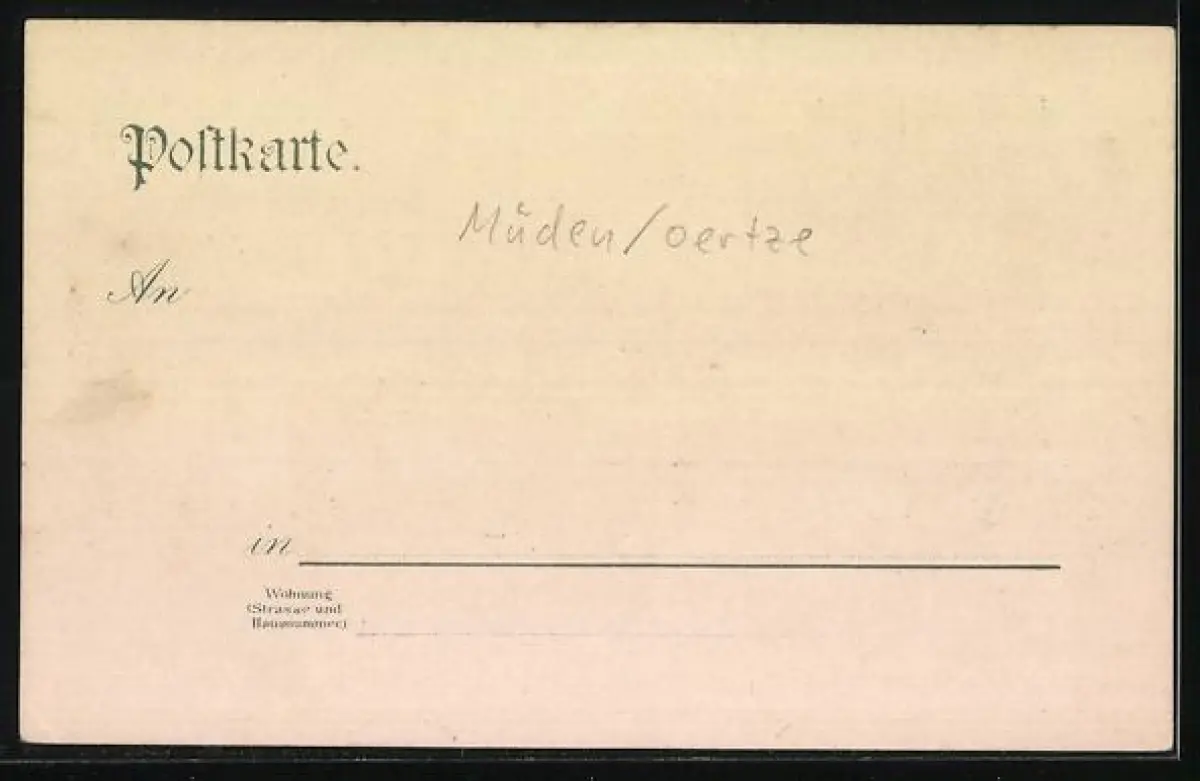 Poſtkarte.
Müden/oertze
An
in
Wohnung
(Strasse und
Hausnummer)